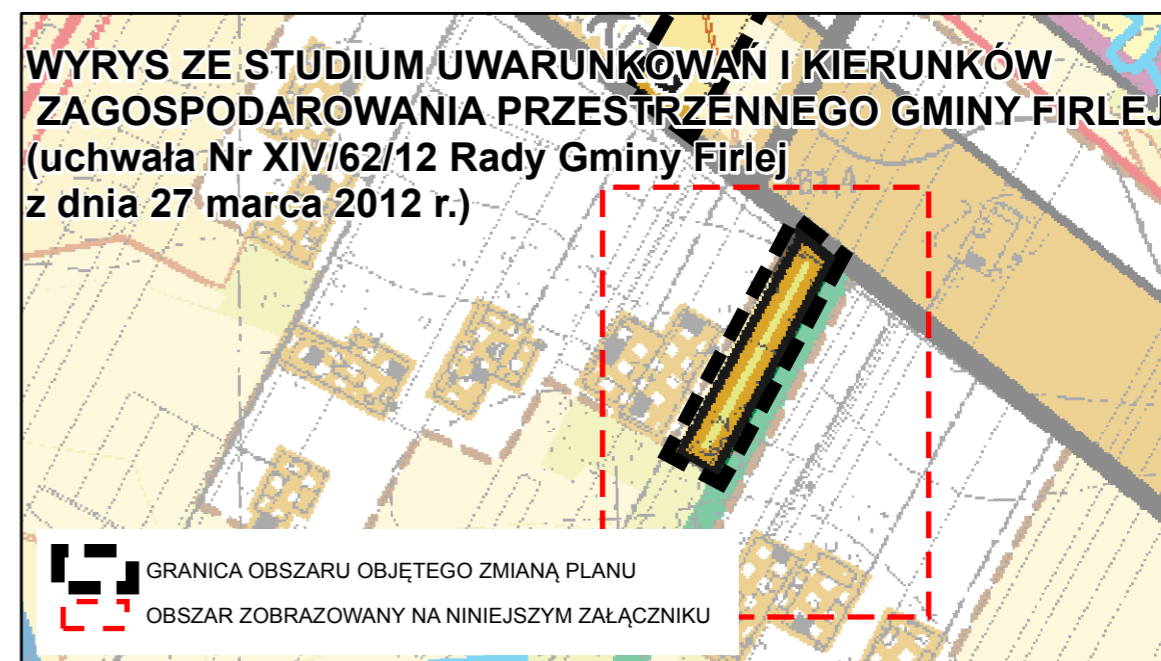 WYRYS ZE STUDIUM UWARUNKOWAŃ I KIERUNKÓW
ZAGOSPODAROWANIA PRZESTRZENNEGO GMINY FIRLEJ
(uchwała Nr XIV/62/12 Rady Gminy Firlej
z dnia 27 marca 2012 r.)
GRANICA OBSZARU OBJĘTEGO ZMIANĄ PLANU
OBSZAR ZOBRAZOWANY NA NINIEJSZYM ZAŁĄCZNIKU